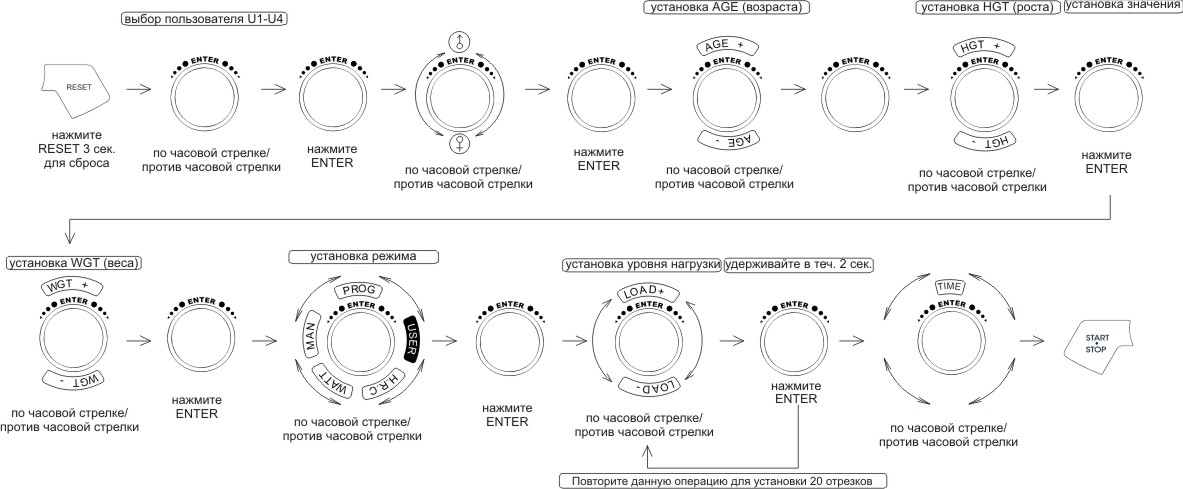 выбор пользователя U1-U4
установка AGE (возраста)
установка HGT (роста)
установка значения
RESET
нажмите
RESET 3 сек.
для сброса
ENTER
по часовой стрелке/
против часовой стрелки
ENTER
нажмите
ENTER
ENTER
по часовой стрелке/
против часовой стрелки
ENTER
нажмите
ENTER
AGE +
ENTER
AGE -
по часовой стрелке/
против часовой стрелки
ENTER
HGT +
ENTER
HGT -
по часовой стрелке/
против часовой стрелки
ENTER
нажмите
ENTER
установка WGT (веса)
WGT +
ENTER
WGT -
по часовой стрелке/
против часовой стрелки
ENTER
нажмите
ENTER
установка режима
PROG
ENTER
MAN
USER
WATT
H.R.C
по часовой стрелке/
против часовой стрелки
ENTER
нажмите
ENTER
установка уровня нагрузки
LOAD+
ENTER
LOAD-
по часовой стрелке/
против часовой стрелки
удерживайте в теч. 2 сек.
ENTER
нажмите
ENTER
Повторите данную операцию для установки 20 отрезков
TIME
ENTER
по часовой стрелке/
против часовой стрелки
START
STOP